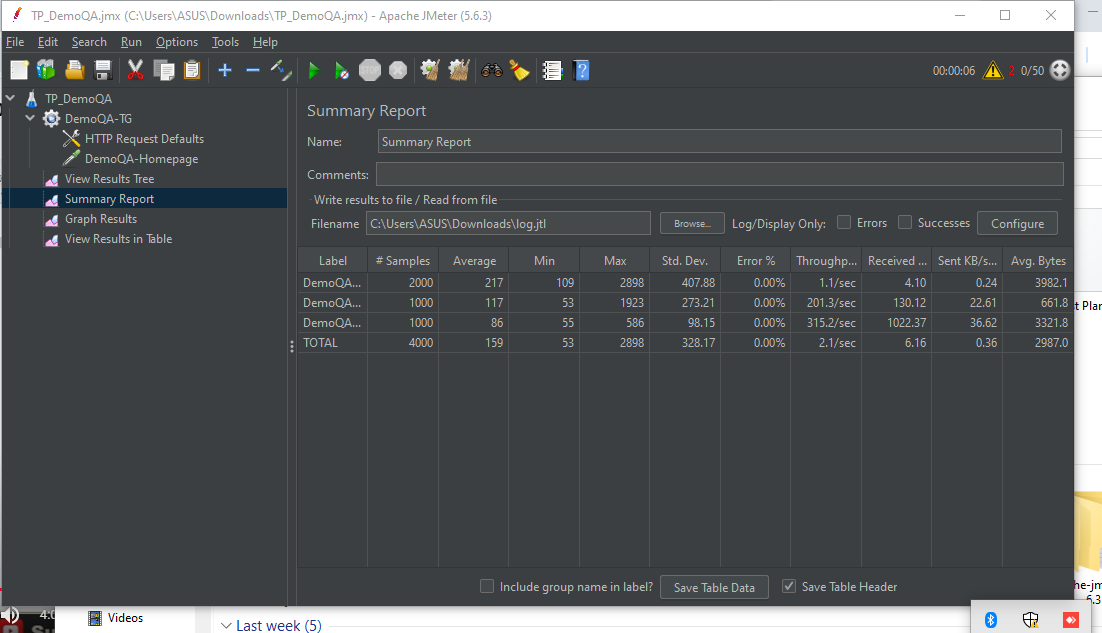 TP_DemoQA.jmx (C:\Users\ASUS\Downloads\TP_DemoQA.jmx) - Apache JMeter (5.6.3)
File Edit Search Run Options Tools Help
00:00:06 2 0/50
TP_DemoQA
DemoQA-TG
HTTP Request Defaults
DemoQA-Homepage
View Results Tree
Summary Report
Graph Results
View Results in Table
Summary Report
Name: Summary Report
Comments:
Write results to file / Read from file
Filename C:\Users\ASUS\Downloads\log.jtl Browse... Log/Display Only: Errors Successes Configure
Label # Samples Average Min Max Std. Dev. Error % Throughp... Received ... Sent KB/s... Avg. Bytes
DemoQA... 2000 217 109 2898 407.88 0.00% 1.1/sec 4.10 0.24 3982.1
DemoQA... 1000 117 53 1923 273.21 0.00% 201.3/sec 130.12 22.61 661.8
DemoQA... 1000 86 55 586 98.15 0.00% 315.2/sec 1022.37 36.62 3321.8
TOTAL 4000 159 53 2898 328.17 0.00% 2.1/sec 6.16 0.36 2987.0
Include group name in label? Save Table Data Save Table Header
t Plar
he-jm
6.3
4:0
Videos
Last week (5)